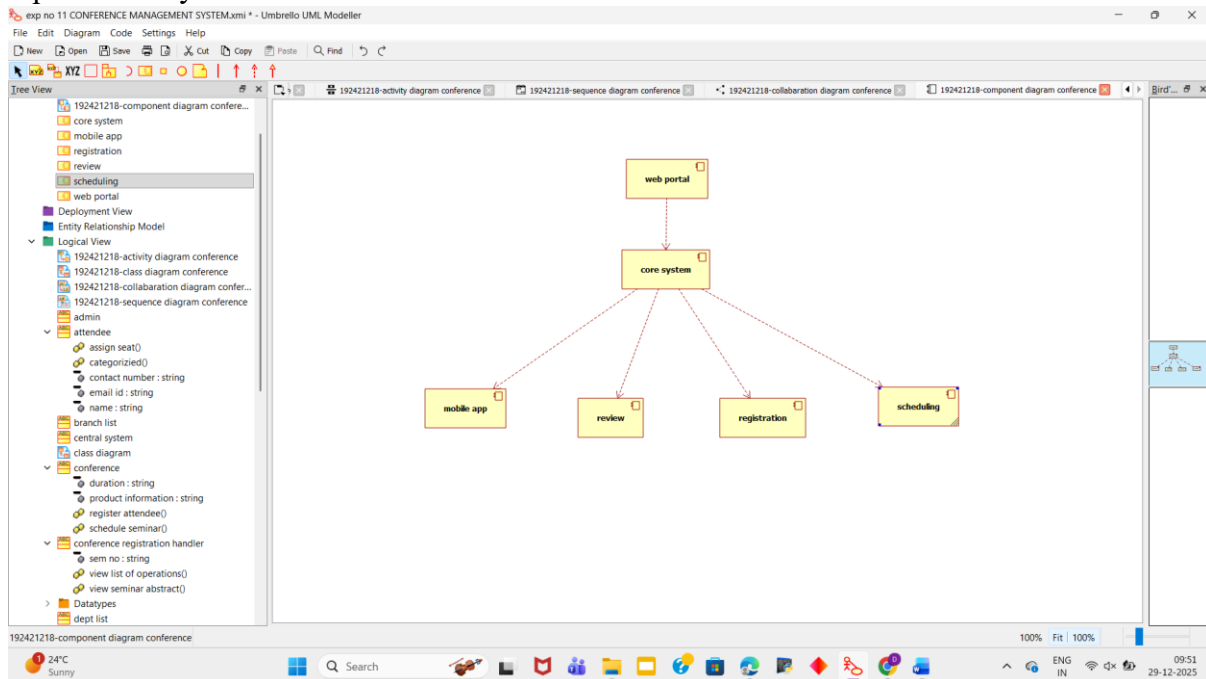 exp no 11 CONFERENCE MANAGEMENT SYSTEM.xmi * - Umbrello UML Modeller
File Edit Diagram Code Settings Help
New Open Save Cut Copy Paste Find
XYZ
Tree View
192421218-activity diagram conference 192421218-sequence diagram conference 192421218-collabaration diagram conference 192421218-component diagram conference
Bird'...
192421218-component diagram confere...
core system
mobile app
registration
review
scheduling
web portal
Deployment View
Entity Relationship Model
Logical View
192421218-activity diagram conference
192421218-class diagram conference
192421218-collabaration diagram confer...
192421218-sequence diagram conference
admin
attendee
assign seat()
categorizied()
contact number : string
email id : string
name : string
branch list
central system
class diagram
conference
duration : string
product information : string
register attendee()
schedule seminar()
conference registration handler
sem no : string
view list of operations()
view seminar abstract()
Datatypes
dept list
web portal
core system
mobile app
review
registration
scheduling
192421218-component diagram conference
100% Fit 100%
1
24°C
Sunny
Search
ENG
IN
09:51
29-12-2025